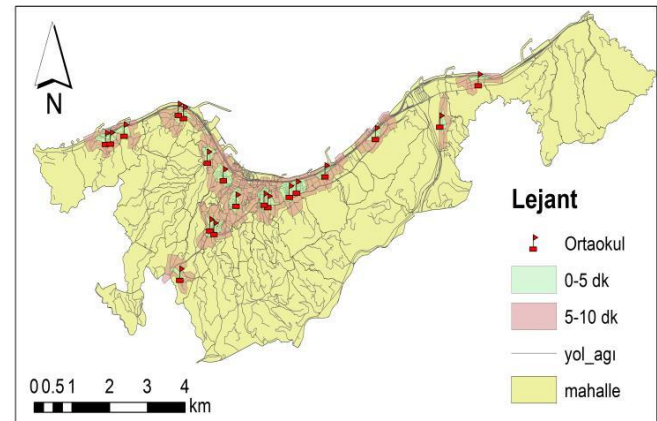 N
Lejant
Ortaokul
0-5 dk
5-10 dk
yol_agı
mahalle
0 0.5 1 2 3 4
km